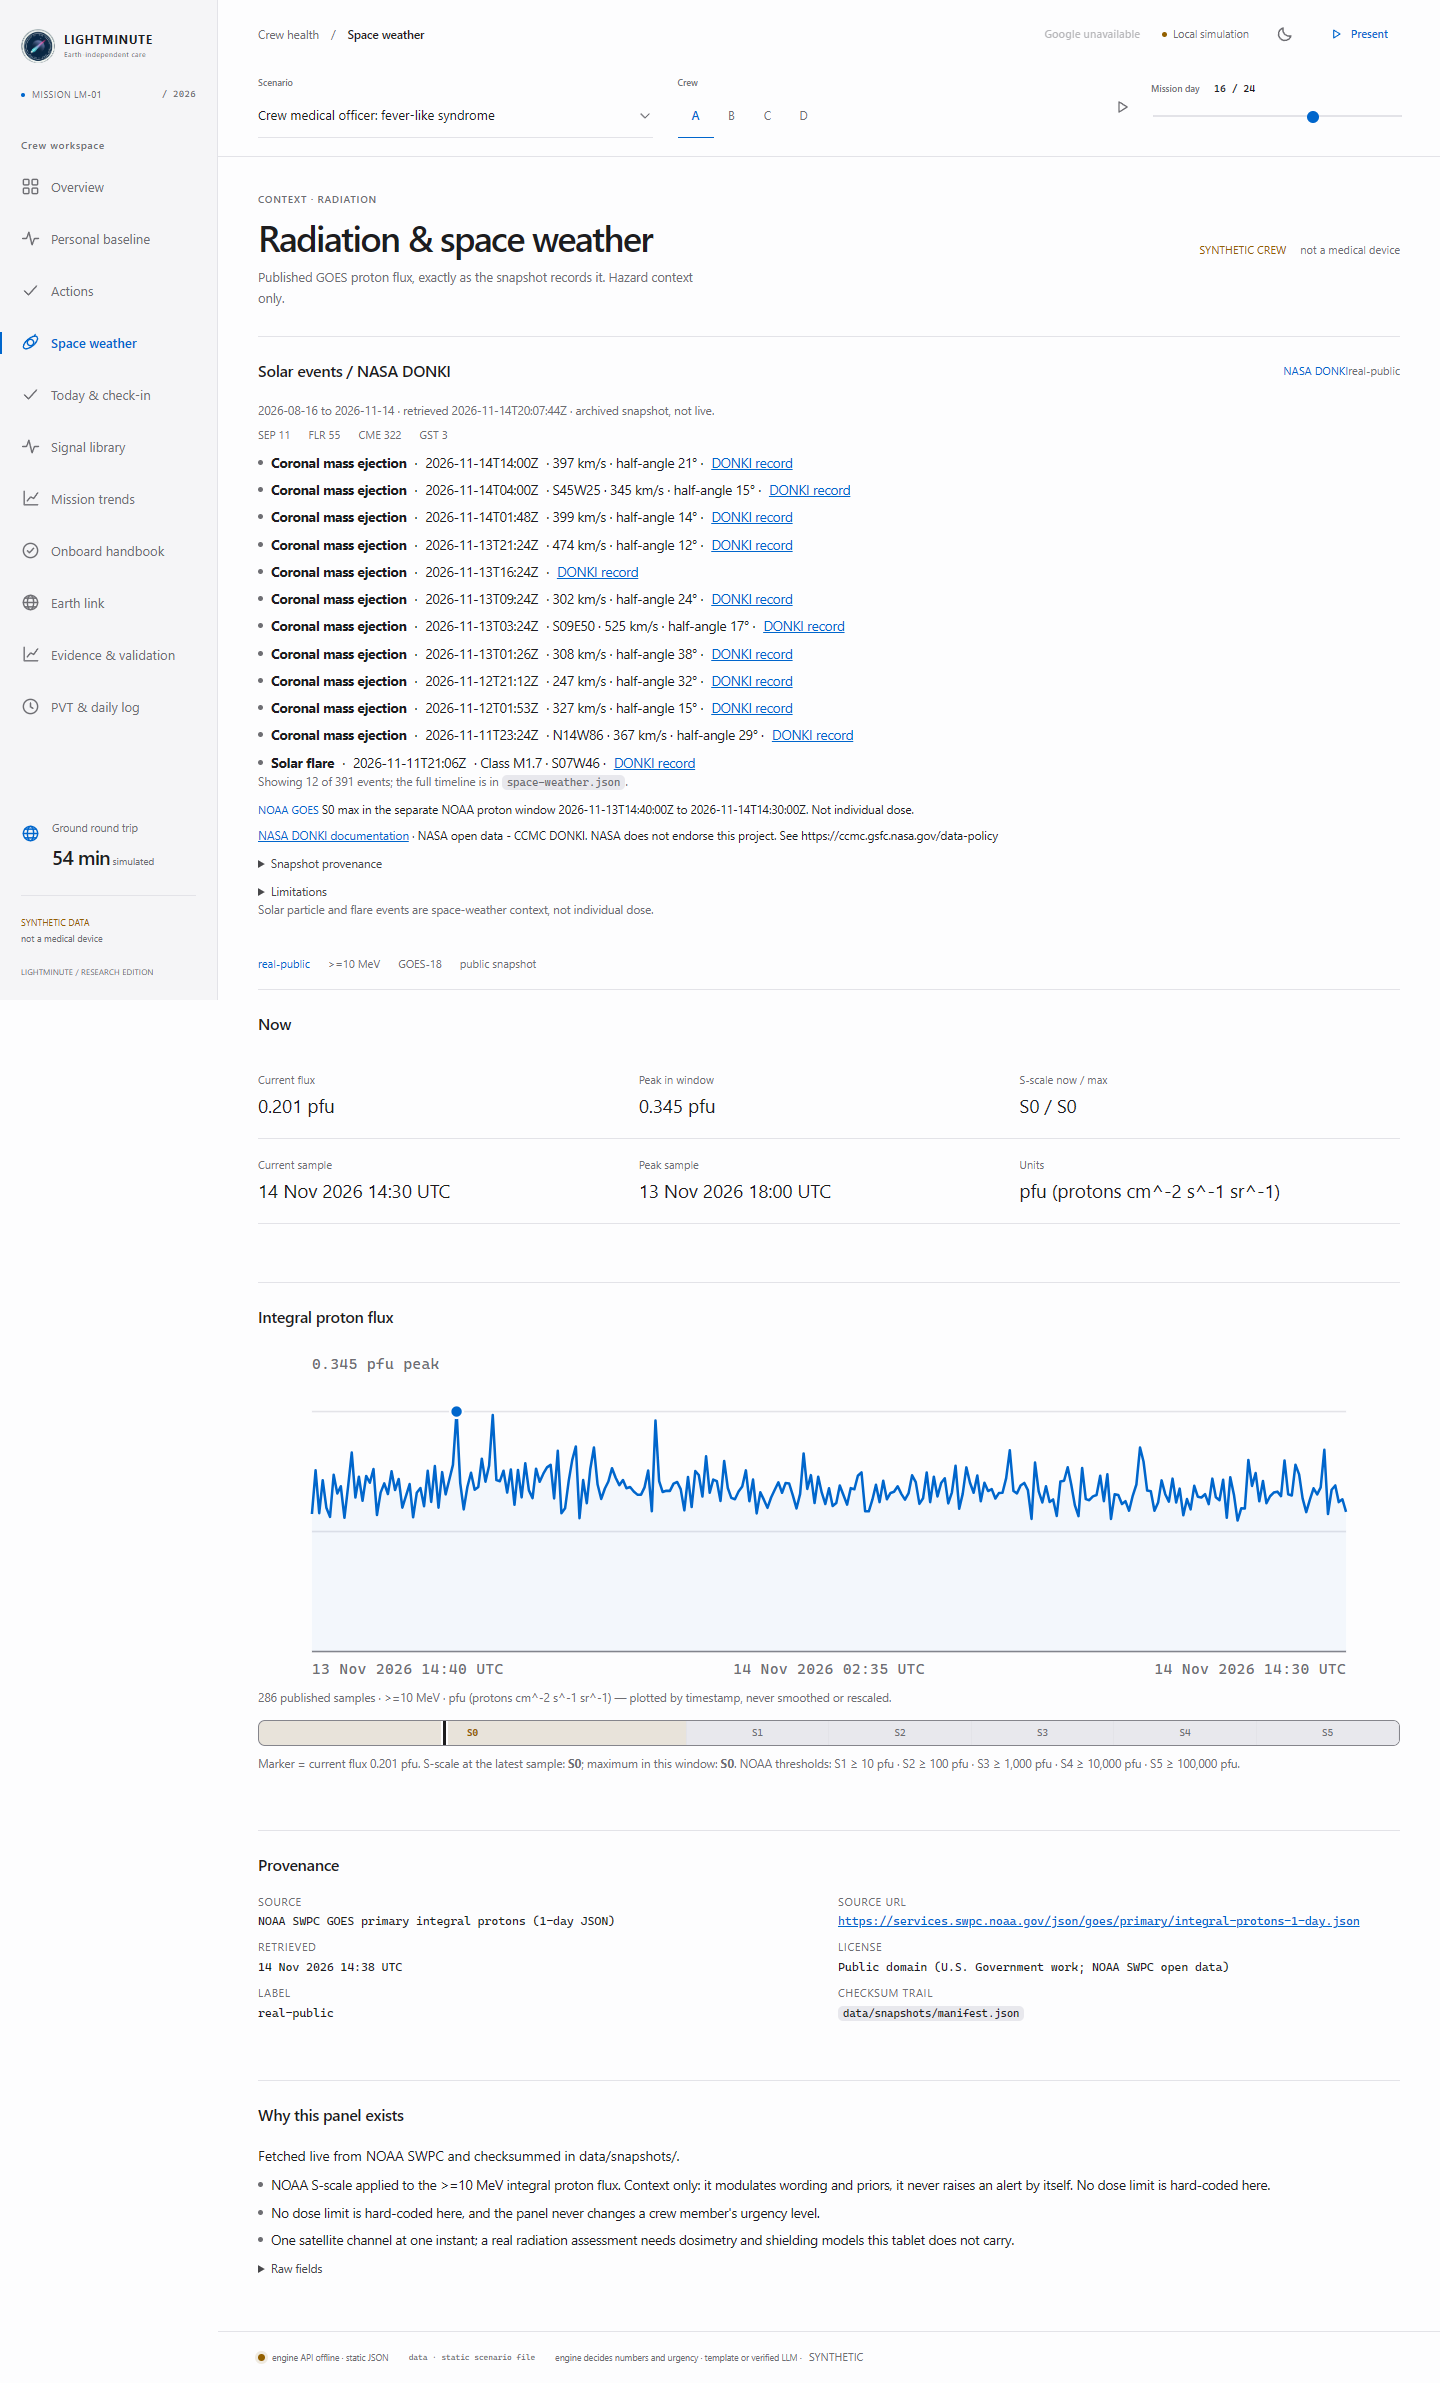 LIGHTMINUTE
Earth independent care
MISSION LM-01 / 2026
Crew workspace
Overview
Personal baseline
Actions
Space weather
Today & check-in
Signal library
Mission trends
Onboard handbook
Earth link
Evidence & validation
PVT & daily log
Ground round trip
54 min simulated
SYNTHETIC DATA
not a medical device
LIGHTMINUTE / RESEARCH EDITION
Crew health / Space weather
Google unavailable
Local simulation
Present
Scenario
Crew medical officer: fever-like syndrome
Crew
A B C D
Mission day 16 / 24
CONTEXT · RADIATION
Radiation & space weather
Published GOES proton flux, exactly as the snapshot records it. Hazard context
only.
SYNTHETIC CREW not a medical device
Solar events / NASA DONKI
NASA DONKIreal-public
2026-08-16 to 2026-11-14 · retrieved 2026-11-14T20:07:44Z · archived snapshot, not live.
SEP 11 FLR 55 CME 322 GST 3
Coronal mass ejection · 2026-11-14T14:00Z · 397 km/s · half-angle 21° · DONKI record
Coronal mass ejection · 2026-11-14T04:00Z · S45W25 · 345 km/s · half-angle 15° · DONKI record
Coronal mass ejection · 2026-11-14T01:48Z · 399 km/s · half-angle 14° · DONKI record
Coronal mass ejection · 2026-11-13T21:24Z · 474 km/s · half-angle 12° · DONKI record
Coronal mass ejection · 2026-11-13T16:24Z · DONKI record
Coronal mass ejection · 2026-11-13T09:24Z · 302 km/s · half-angle 24° · DONKI record
Coronal mass ejection · 2026-11-13T03:24Z · S09E50 · 525 km/s · half-angle 17° · DONKI record
Coronal mass ejection · 2026-11-13T01:26Z · 308 km/s · half-angle 38° · DONKI record
Coronal mass ejection · 2026-11-12T21:12Z · 247 km/s · half-angle 32° · DONKI record
Coronal mass ejection · 2026-11-12T01:53Z · 327 km/s · half-angle 15° · DONKI record
Coronal mass ejection · 2026-11-11T23:24Z · N14W86 · 367 km/s · half-angle 29° · DONKI record
Solar flare · 2026-11-11T21:06Z · Class M1.7 · S07W46 · DONKI record
Showing 12 of 391 events; the full timeline is in space-weather.json.
NOAA GOES S0 max in the separate NOAA proton window 2026-11-13T14:40:00Z to 2026-11-14T14:30:00Z. Not individual dose.
NASA DONKI documentation · NASA open data - CCMC DONKI. NASA does not endorse this project. See https://ccmc.gsfc.nasa.gov/data-policy
Snapshot provenance
Limitations
Solar particle and flare events are space-weather context, not individual dose.
real-public >=10 MeV GOES-18 public snapshot
Now
Current flux
0.201 pfu
Peak in window
0.345 pfu
S-scale now / max
S0 / S0
Current sample
14 Nov 2026 14:30 UTC
Peak sample
13 Nov 2026 18:00 UTC
Units
pfu (protons cm^-2 s^-1 sr^-1)
Integral proton flux
0.345 pfu peak
13 Nov 2026 14:40 UTC 14 Nov 2026 02:35 UTC 14 Nov 2026 14:30 UTC
286 published samples · >=10 MeV · pfu (protons cm^-2 s^-1 sr^-1) — plotted by timestamp, never smoothed or rescaled.
S0 S1 S2 S3 S4 S5
Marker = current flux 0.201 pfu. S-scale at the latest sample: S0; maximum in this window: S0. NOAA thresholds: S1 ≥ 10 pfu · S2 ≥ 100 pfu · S3 ≥ 1,000 pfu · S4 ≥ 10,000 pfu · S5 ≥ 100,000 pfu.
Provenance
SOURCE
NOAA SWPC GOES primary integral protons (1-day JSON)
SOURCE URL
https://services.swpc.noaa.gov/json/goes/primary/integral-protons-1-day.json
RETRIEVED
14 Nov 2026 14:38 UTC
LICENSE
Public domain (U.S. Government work; NOAA SWPC open data)
LABEL
real-public
CHECKSUM TRAIL
data/snapshots/manifest.json
Why this panel exists
Fetched live from NOAA SWPC and checksummed in data/snapshots/.
NOAA S-scale applied to the >=10 MeV integral proton flux. Context only: it modulates wording and priors, it never raises an alert by itself. No dose limit is hard-coded here.
No dose limit is hard-coded here, and the panel never changes a crew member's urgency level.
One satellite channel at one instant; a real radiation assessment needs dosimetry and shielding models this tablet does not carry.
Raw fields
engine API offline · static JSON data · static scenario file engine decides numbers and urgency · template or verified LLM · SYNTHETIC